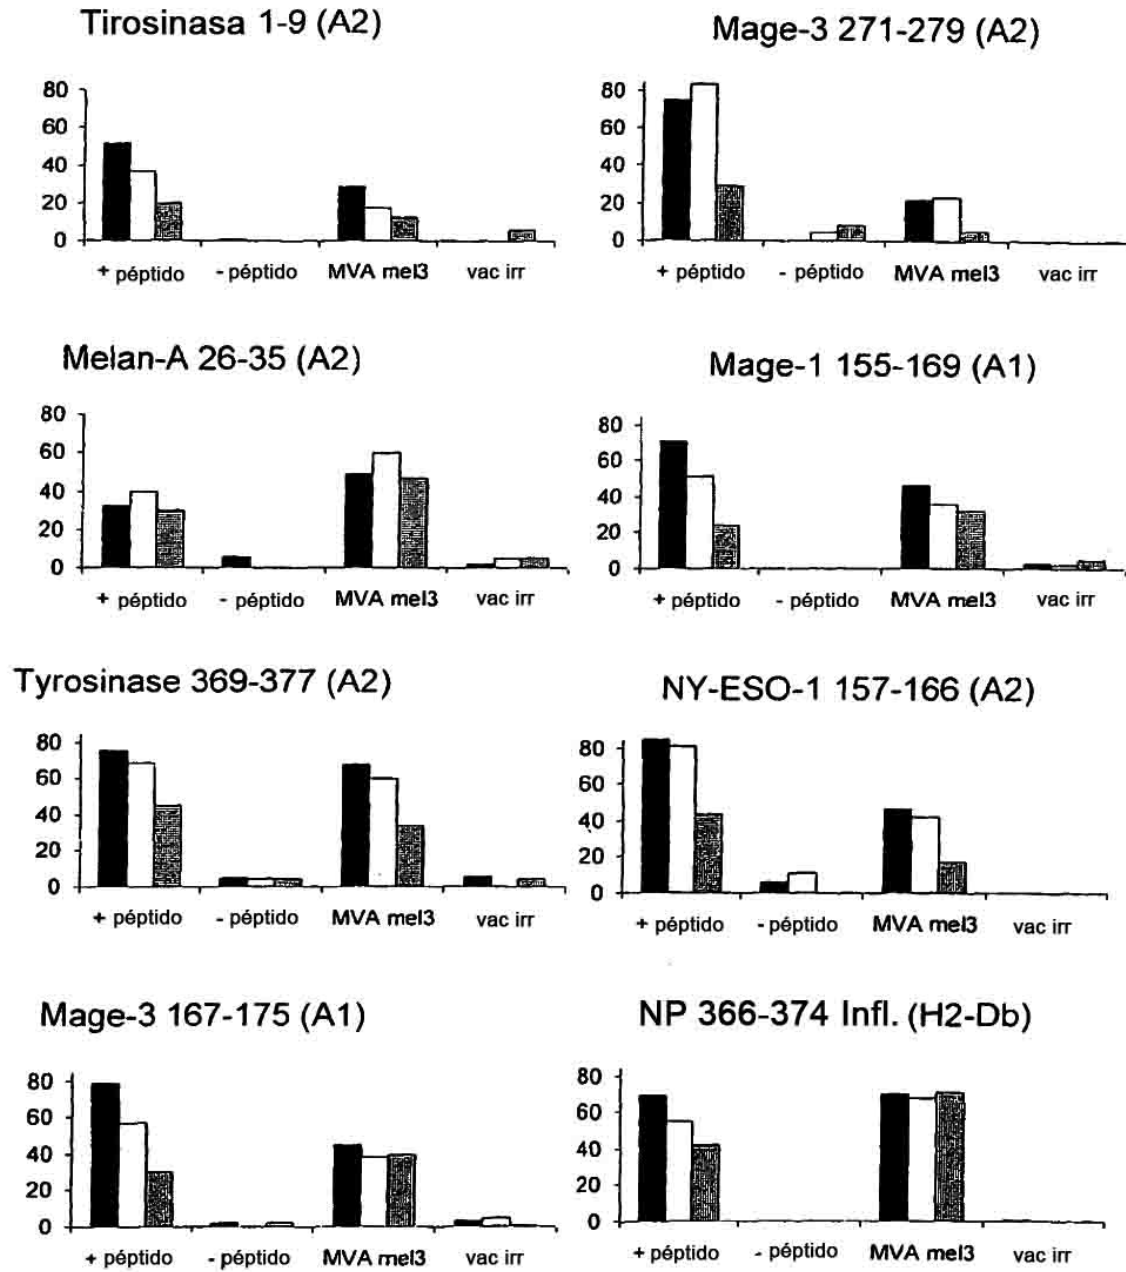 Tirosinasa 1-9 (A2)
80
60
40
20
0
+ péptido - péptido MVA mel3 vac irr
Mage-3 271-279 (A2)
80
60
40
20
0
+ péptido - péptido MVA mel3 vac irr
Melan-A 26-35 (A2)
80
60
40
20
0
+ péptido - péptido MVA mel3 vac irr
Mage-1 155-169 (A1)
80
60
40
20
0
+ péptido - péptido MVA mel3 vac irr
Tyrosinase 369-377 (A2)
80
60
40
20
0
+ péptido - péptido MVA mel3 vac irr
NY-ESO-1 157-166 (A2)
80
60
40
20
0
+ péptido - péptido MVA mel3 vac irr
Mage-3 167-175 (A1)
80
60
40
20
0
+ péptido - péptido MVA mel3 vac irr
NP 366-374 Infl. (H2-Db)
80
60
40
20
0
+ péptido - péptido MVA mel3 vac irr